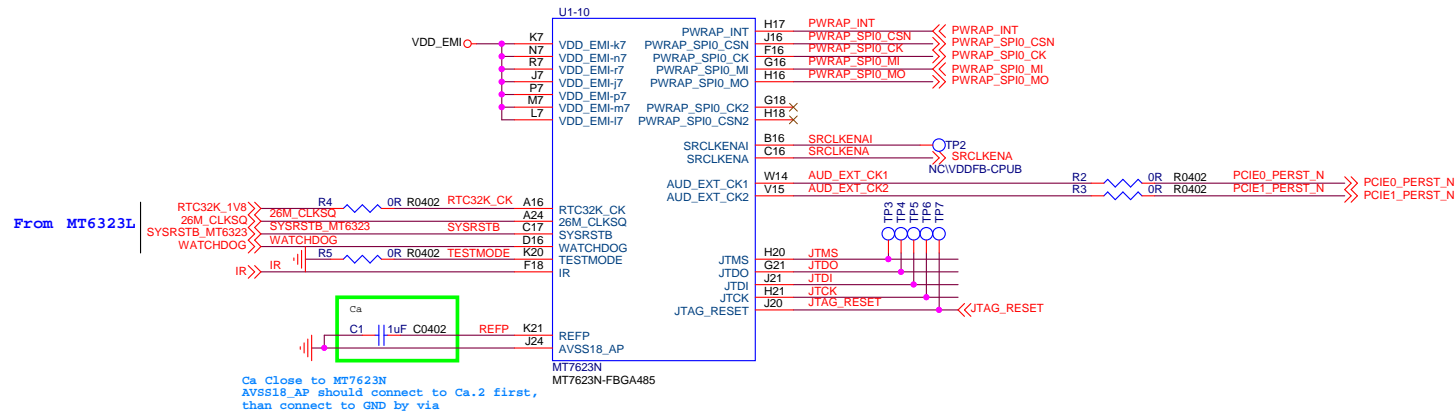 U1-10
VDD_EMI
K7 VDD_EMI-k7
N7 VDD_EMI-n7
R7 VDD_EMI-r7
J7 VDD_EMI-j7
P7 VDD_EMI-p7
M7 VDD_EMI-m7
L7 VDD_EMI-l7
PWRAP_INT H17 PWRAP_INT PWRAP_INT
PWRAP_SPI0_CSN J16 PWRAP_SPI0_CSN PWRAP_SPI0_CSN
PWRAP_SPI0_CK F16 PWRAP_SPI0_CK PWRAP_SPI0_CK
PWRAP_SPI0_MI G16 PWRAP_SPI0_MI PWRAP_SPI0_MI
PWRAP_SPI0_MO H16 PWRAP_SPI0_MO PWRAP_SPI0_MO
PWRAP_SPI0_CK2 G18
PWRAP_SPI0_CSN2 H18
SRCLKENAI B16 SRCLKENAI TP2
SRCLKENA C16 SRCLKENA SRCLKENA
NC\VDDFB-CPUB
AUD_EXT_CK1 W14 AUD_EXT_CK1 R2 0R R0402 PCIE0_PERST_N PCIE0_PERST_N
AUD_EXT_CK2 V15 AUD_EXT_CK2 R3 0R R0402 PCIE1_PERST_N PCIE1_PERST_N
From MT6323L
RTC32K_1V8 R4 0R R0402 RTC32K_CK A16 RTC32K_CK
26M_CLKSQ 26M_CLKSQ A24 26M_CLKSQ
SYSRSTB_MT6323 SYSRSTB_MT6323 SYSRSTB C17 SYSRSTB
WATCHDOG WATCHDOG D16 WATCHDOG
R5 0R R0402 TESTMODE K20 TESTMODE
IR IR F18 IR
TP3 TP4 TP5 TP6 TP7
JTMS H20 JTMS
JTDO G21 JTDO
JTDI J21 JTDI
JTCK H21 JTCK
JTAG_RESET J20 JTAG_RESET JTAG_RESET
Ca
C1 1uF C0402 REFP K21 REFP
J24 AVSS18_AP
MT7623N
MT7623N-FBGA485
Ca Close to MT7623N
AVSS18_AP should connect to Ca.2 first,
than connect to GND by via